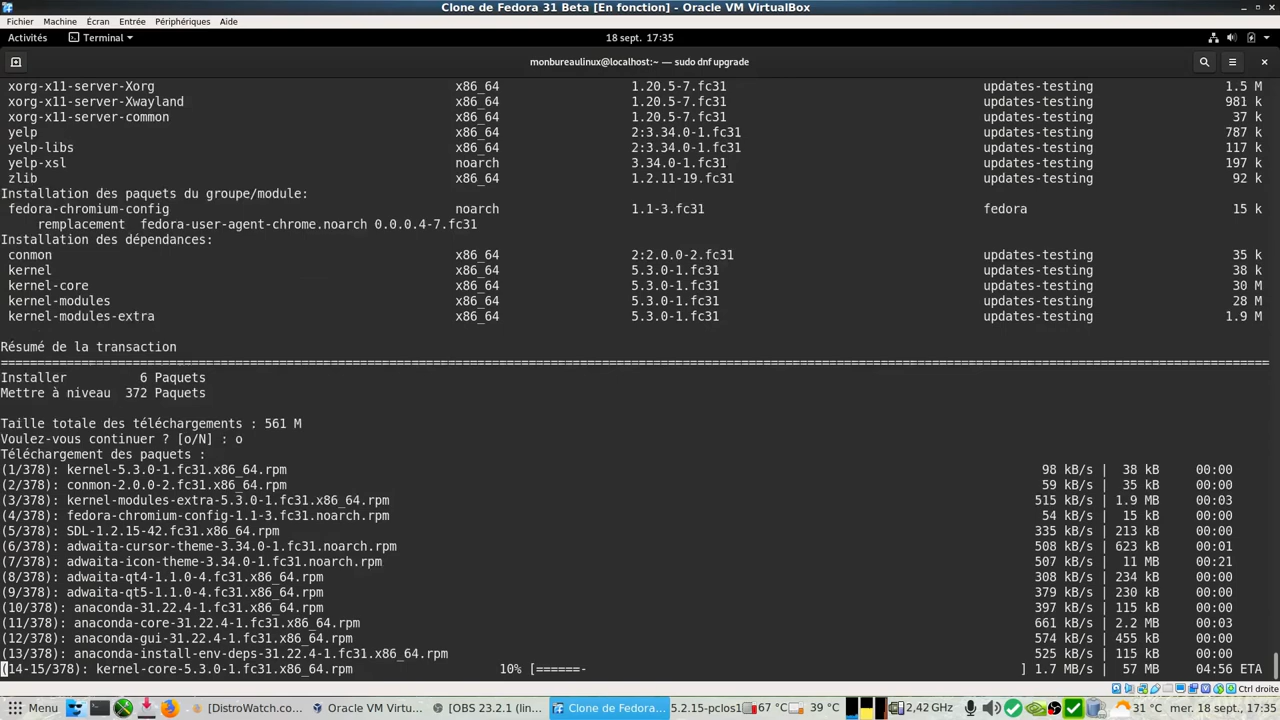 Clone de Fedora 31 Beta [En fonction] - Oracle VM VirtualBox
Fichier Machine Écran Entrée Périphériques Aide
Activités Terminal 18 sept. 17:35
monbureaulinux@localhost:~ — sudo dnf upgrade
xorg-x11-server-Xorg x86_64 1.20.5-7.fc31 updates-testing 1.5 M
xorg-x11-server-Xwayland x86_64 1.20.5-7.fc31 updates-testing 981 k
xorg-x11-server-common x86_64 1.20.5-7.fc31 updates-testing 37 k
yelp x86_64 2:3.34.0-1.fc31 updates-testing 787 k
yelp-libs x86_64 2:3.34.0-1.fc31 updates-testing 117 k
yelp-xsl noarch 3.34.0-1.fc31 updates-testing 197 k
zlib x86_64 1.2.11-19.fc31 updates-testing 92 k
Installation des paquets du groupe/module:
fedora-chromium-config noarch 1.1-3.fc31 fedora 15 k
remplacement fedora-user-agent-chrome.noarch 0.0.0.4-7.fc31
Installation des dépendances:
conmon x86_64 2:2.0.0-2.fc31 updates-testing 35 k
kernel x86_64 5.3.0-1.fc31 updates-testing 38 k
kernel-core x86_64 5.3.0-1.fc31 updates-testing 30 M
kernel-modules x86_64 5.3.0-1.fc31 updates-testing 28 M
kernel-modules-extra x86_64 5.3.0-1.fc31 updates-testing 1.9 M
Résumé de la transaction
================================================================================
Installer 6 Paquets
Mettre à niveau 372 Paquets
Taille totale des téléchargements : 561 M
Voulez-vous continuer ? [o/N] : o
Téléchargement des paquets :
(1/378): kernel-5.3.0-1.fc31.x86_64.rpm 98 kB/s | 38 kB 00:00
(2/378): conmon-2.0.0-2.fc31.x86_64.rpm 59 kB/s | 35 kB 00:00
(3/378): kernel-modules-extra-5.3.0-1.fc31.x86_64.rpm 515 kB/s | 1.9 MB 00:03
(4/378): fedora-chromium-config-1.1-3.fc31.noarch.rpm 54 kB/s | 15 kB 00:00
(5/378): SDL-1.2.15-42.fc31.x86_64.rpm 335 kB/s | 213 kB 00:00
(6/378): adwaita-cursor-theme-3.34.0-1.fc31.noarch.rpm 508 kB/s | 623 kB 00:01
(7/378): adwaita-icon-theme-3.34.0-1.fc31.noarch.rpm 507 kB/s | 11 MB 00:21
(8/378): adwaita-qt4-1.1.0-4.fc31.x86_64.rpm 308 kB/s | 234 kB 00:00
(9/378): adwaita-qt5-1.1.0-4.fc31.x86_64.rpm 379 kB/s | 230 kB 00:00
(10/378): anaconda-31.22.4-1.fc31.x86_64.rpm 397 kB/s | 115 kB 00:00
(11/378): anaconda-core-31.22.4-1.fc31.x86_64.rpm 661 kB/s | 2.2 MB 00:03
(12/378): anaconda-gui-31.22.4-1.fc31.x86_64.rpm 574 kB/s | 455 kB 00:00
(13/378): anaconda-install-env-deps-31.22.4-1.fc31.x86_64.rpm 525 kB/s | 115 kB 00:00
(14-15/378): kernel-core-5.3.0-1.fc31.x86_64.rpm 10% [======- ] 1.7 MB/s | 57 MB 04:56 ETA
Ctrl droite
Menu [DistroWatch.co... Oracle VM Virtu... [OBS 23.2.1 (lin... Clone de Fedora... 5.2.15-pclos1 67 °C 39 °C 2,42 GHz 31 °C mer. 18 sept., 17:35